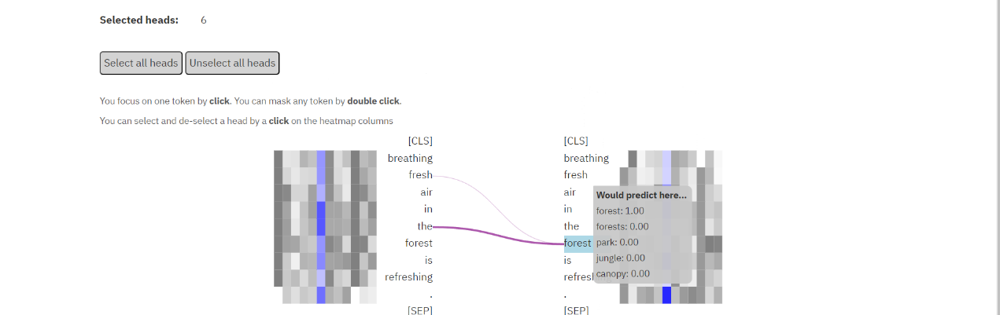 Selected heads: 6
Select all heads Unselect all heads
You focus on one token by click. You can mask any token by double click.
You can select and de-select a head by a click on the heatmap columns
[CLS] [CLS]
breathing breathing
fresh fresh
air air
in in
the the
forest forest
is is
refreshing
. .
[SEP] [SEP]
Would predict here...
forest: 1.00
forests: 0.00
park: 0.00
jungle: 0.00
canopy: 0.00